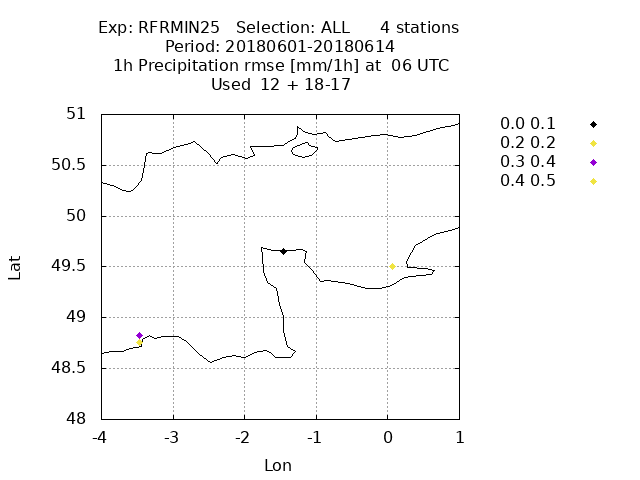 Exp: RFRMIN25   Selection: ALL      4 stations
Period: 20180601-20180614
1h Precipitation rmse [mm/1h] at  06 UTC
Used  12 + 18-17
51
50.5
50
49.5
49
48.5
48
-4
-3
-2
-1
0
1
Lat
Lon
0.0 0.1
0.2 0.2
0.3 0.4
0.4 0.5